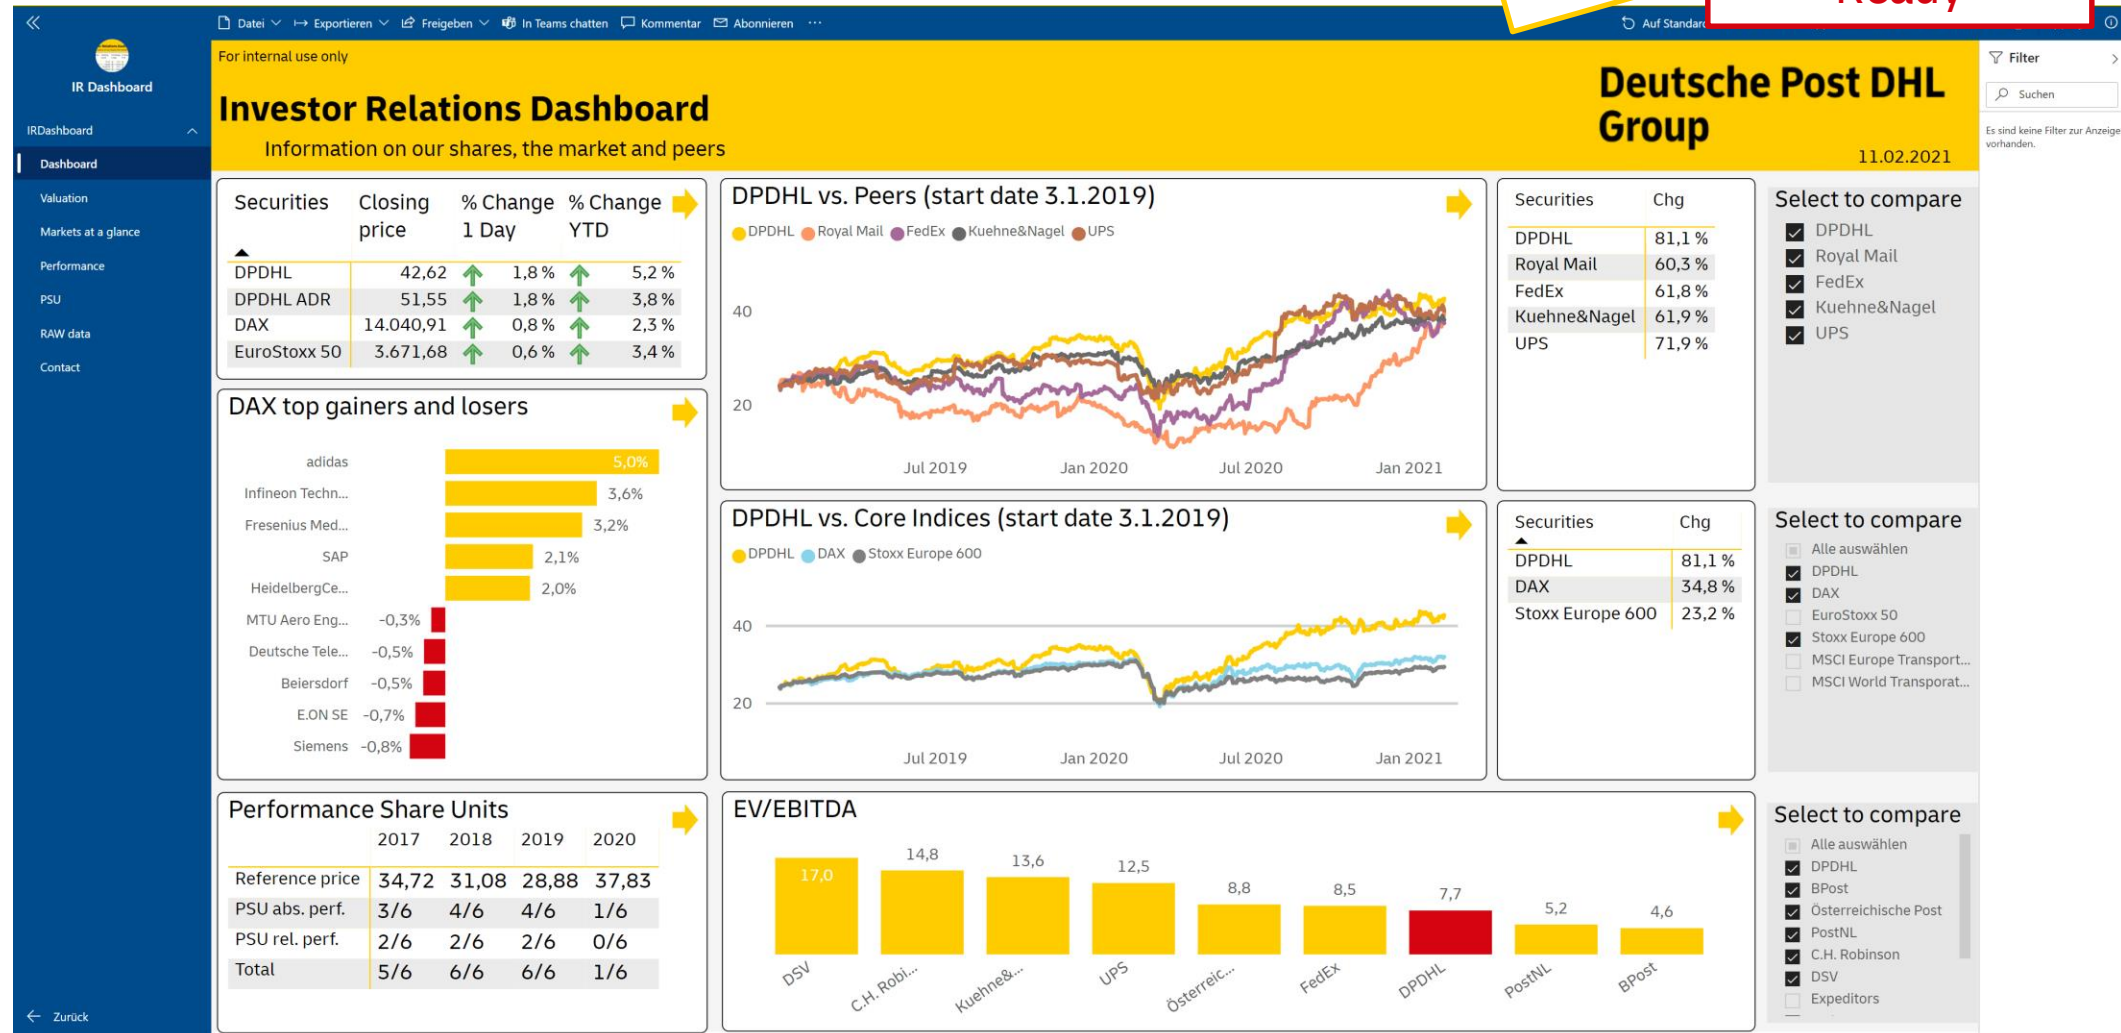 Datei Exportieren Freigeben In Teams chatten Kommentar Abonnieren ··· Auf Standard
IR Dashboard
IRDashboard
Dashboard
Valuation
Markets at a glance
Performance
PSU
RAW data
Contact
Zurück
For internal use only
Investor Relations Dashboard
Information on our shares, the market and peers
Deutsche Post DHL
Group
11.02.2021
Securities Closing price % Change 1 Day % Change YTD
DPDHL 42,62 1,8 % 5,2 %
DPDHL ADR 51,55 1,8 % 3,8 %
DAX 14.040,91 0,8 % 2,3 %
EuroStoxx 50 3.671,68 0,6 % 3,4 %
DPDHL vs. Peers (start date 3.1.2019)
DPDHL Royal Mail FedEx Kuehne&Nagel UPS
40
20
Jul 2019 Jan 2020 Jul 2020 Jan 2021
Securities Chg
DPDHL 81,1 %
Royal Mail 60,3 %
FedEx 61,8 %
Kuehne&Nagel 61,9 %
UPS 71,9 %
Select to compare
DPDHL
Royal Mail
FedEx
Kuehne&Nagel
UPS
DAX top gainers and losers
adidas 5,0%
Infineon Techn... 3,6%
Fresenius Med... 3,2%
SAP 2,1%
HeidelbergCe... 2,0%
MTU Aero Eng... -0,3%
Deutsche Tele... -0,5%
Beiersdorf -0,5%
E.ON SE -0,7%
Siemens -0,8%
DPDHL vs. Core Indices (start date 3.1.2019)
DPDHL DAX Stoxx Europe 600
40
20
Jul 2019 Jan 2020 Jul 2020 Jan 2021
Securities Chg
DPDHL 81,1 %
DAX 34,8 %
Stoxx Europe 600 23,2 %
Select to compare
Alle auswählen
DPDHL
DAX
EuroStoxx 50
Stoxx Europe 600
MSCI Europe Transport...
MSCI World Transporat...
Performance Share Units
2017 2018 2019 2020
Reference price 34,72 31,08 28,88 37,83
PSU abs. perf. 3/6 4/6 4/6 1/6
PSU rel. perf. 2/6 2/6 2/6 0/6
Total 5/6 6/6 6/6 1/6
EV/EBITDA
17,0 14,8 13,6 12,5 8,8 8,5 7,7 5,2 4,6
DSV C.H. Robi... Kuehne&... UPS Österreic... FedEx DPDHL PostNL BPost
Select to compare
Alle auswählen
DPDHL
BPost
Österreichische Post
PostNL
C.H. Robinson
DSV
Expeditors
Filter
Suchen
Es sind keine Filter zur Anzeige
vorhanden.